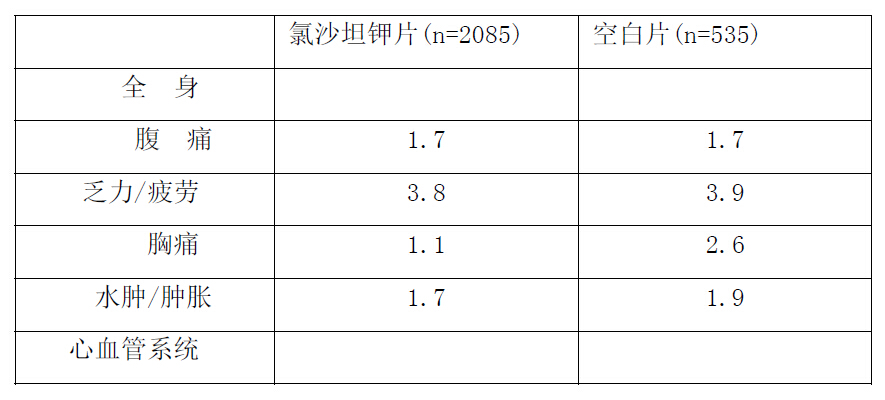 氯沙坦钾片(n=2085) 空白片(n=535)
全 身
腹 痛 1.7 1.7
乏力/疲劳 3.8 3.9
胸痛 1.1 2.6
水肿/肿胀 1.7 1.9
心血管系统